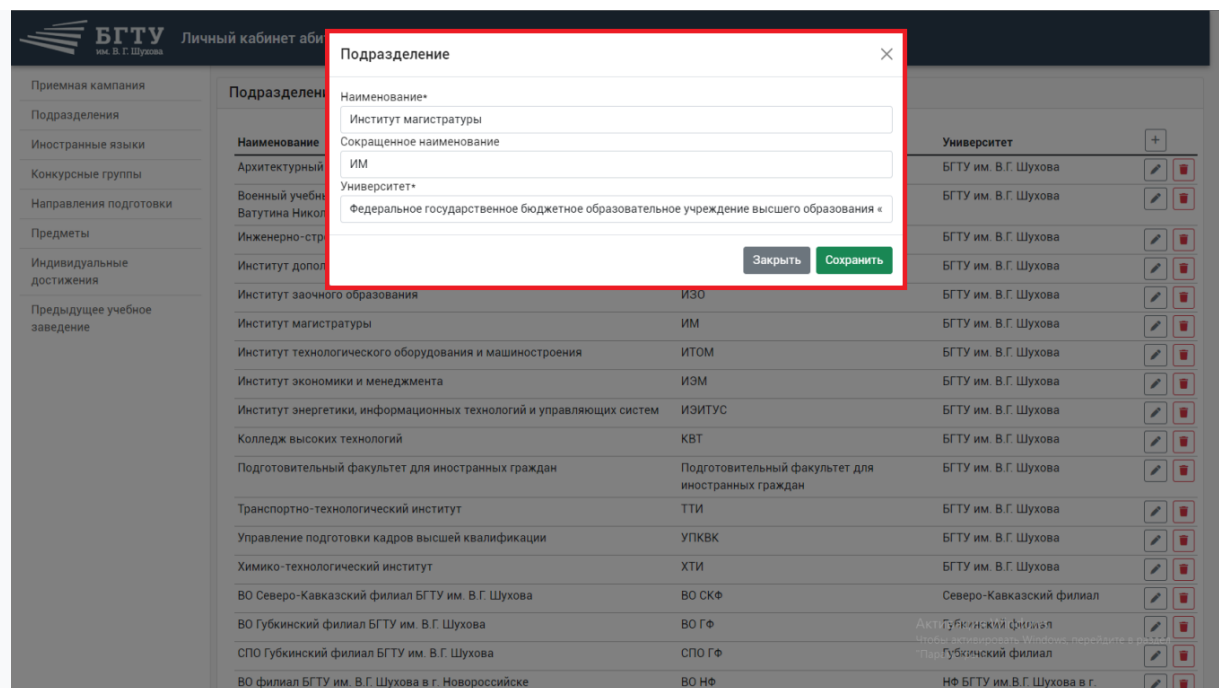 БГТУ
им. В. Г. Шухова
Личный кабинет
Подразделение
Наименование*
Институт магистратуры
Сокращенное наименование
ИМ
Университет*
Федеральное государственное бюджетное образовательное учреждение высшего образования «
Закрыть Сохранить
Приемная кампания
Подразделения
Иностранные языки
Конкурсные группы
Направления подготовки
Предметы
Индивидуальные
достижения
Предыдущее учебное
заведение
Подразделен
Наименование Университет +
Архитектурный БГТУ им. В.Г. Шухова
Военный БГТУ им. В.Г. Шухова
Ватутина
Инженерно-стр БГТУ им. В.Г. Шухова
Институт допол БГТУ им. В.Г. Шухова
Институт заочного образования ИЗО БГТУ им. В.Г. Шухова
Институт магистратуры ИМ БГТУ им. В.Г. Шухова
Институт технологического оборудования и машиностроения ИТОМ БГТУ им. В.Г. Шухова
Институт экономики и менеджмента ИЭМ БГТУ им. В.Г. Шухова
Институт энергетики, информационных технологий и управляющих систем ИЭИТУС БГТУ им. В.Г. Шухова
Колледж высоких технологий КВТ БГТУ им. В.Г. Шухова
Подготовительный факультет для иностранных граждан Подготовительный факультет для БГТУ им. В.Г. Шухова
иностранных граждан
Транспортно-технологический институт ТТИ БГТУ им. В.Г. Шухова
Управление подготовки кадров высшей квалификации УПКВК БГТУ им. В.Г. Шухова
Химико-технологический институт ХТИ БГТУ им. В.Г. Шухова
ВО Северо-Кавказский филиал БГТУ им. В.Г. Шухова ВО СКФ Северо-Кавказский филиал
ВО Губкинский филиал БГТУ им. В.Г. Шухова ВО ГФ Губкинский филиал
Чтобы активировать Windows, перейдите в раздел
СПО Губкинский филиал БГТУ им. В.Г. Шухова СПО ГФ Губкинский филиал
ВО филиал БГТУ им. В.Г. Шухова в г. Новороссийске ВО НФ НФ БГТУ им.В.Г. Шухова в г.